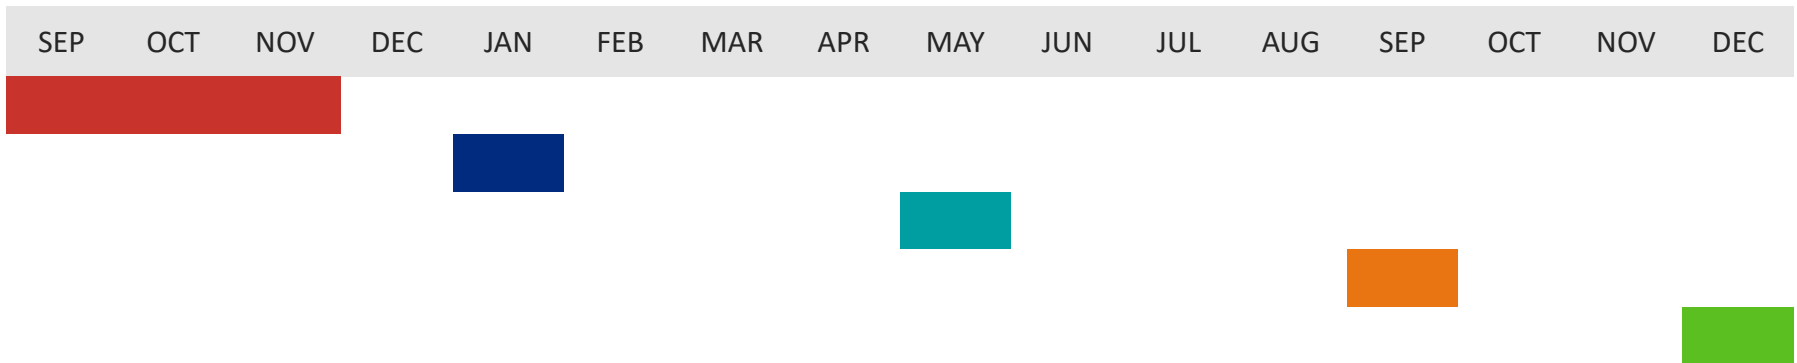 SEP OCT NOV DEC JAN FEB MAR APR MAY JUN JUL AUG SEP OCT NOV DEC